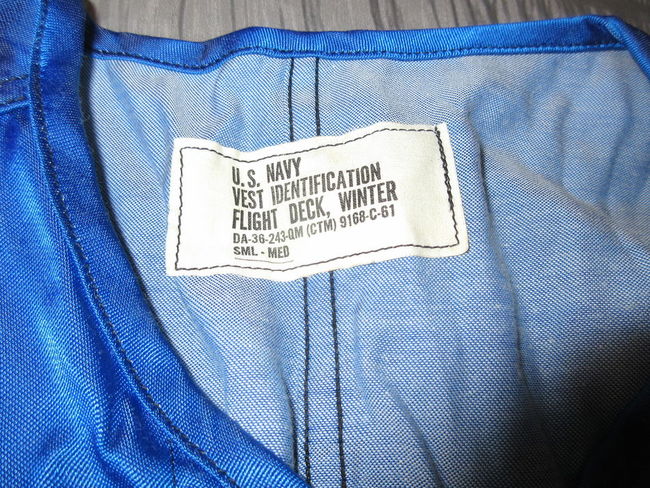 U.S. NAVY
VEST IDENTIFICATION
FLIGHT DECK, WINTER
DA-36-243-QM (CTM) 9168-C-61
SML - MED